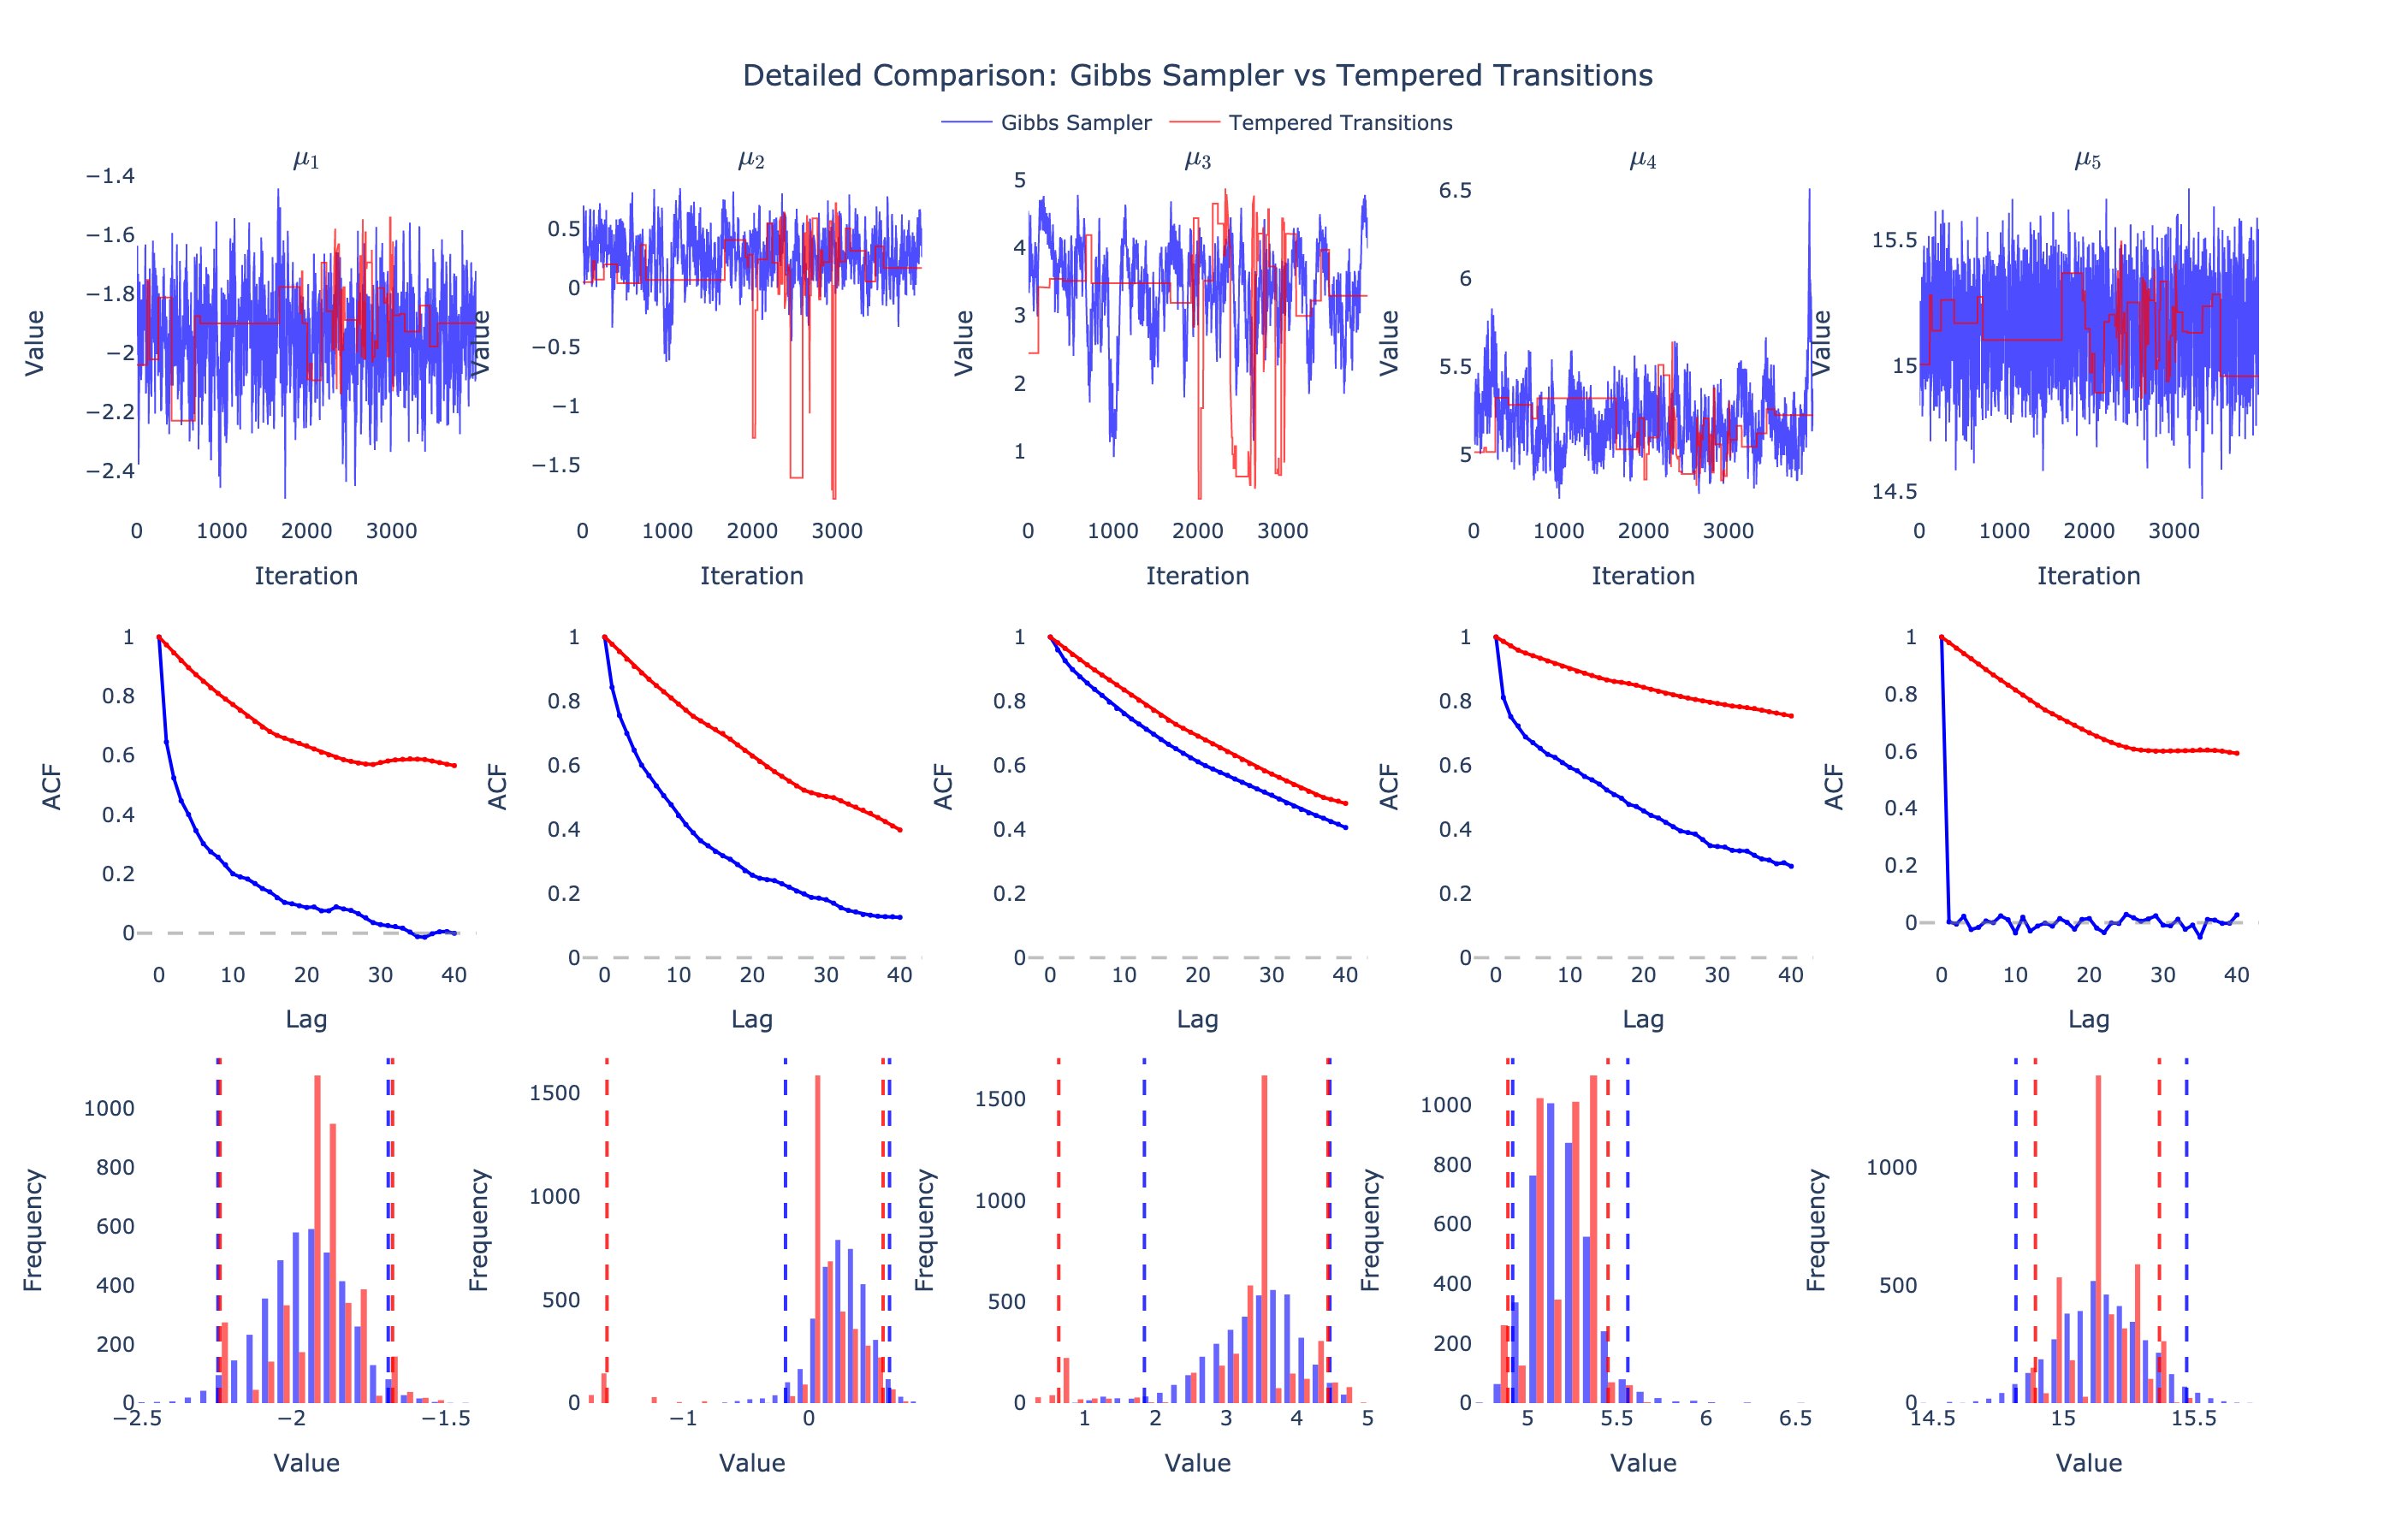 Detailed Comparison: Gibbs Sampler vs Tempered Transitions
Gibbs Sampler Tempered Transitions
μ₁ μ₂ μ₃ μ₄ μ₅
Value
−1.4
−1.6
−1.8
−2
−2.2
−2.4
0 1000 2000 3000
Iteration
Value
0.5
0
−0.5
−1
−1.5
0 1000 2000 3000
Iteration
Value
5
4
3
2
1
0 1000 2000 3000
Iteration
Value
6.5
6
5.5
5
0 1000 2000 3000
Iteration
Value
15.5
15
14.5
0 1000 2000 3000
Iteration
ACF
1
0.8
0.6
0.4
0.2
0
0 10 20 30 40
Lag
ACF
1
0.8
0.6
0.4
0.2
0
0 10 20 30 40
Lag
ACF
1
0.8
0.6
0.4
0.2
0
0 10 20 30 40
Lag
ACF
1
0.8
0.6
0.4
0.2
0
0 10 20 30 40
Lag
ACF
1
0.8
0.6
0.4
0.2
0
0 10 20 30 40
Lag
Frequency
1000
800
600
400
200
0
−2.5 −2 −1.5
Value
Frequency
1500
1000
500
0
−1 0
Value
Frequency
1500
1000
500
0
1 2 3 4 5
Value
Frequency
1000
800
600
400
200
0
5 5.5 6 6.5
Value
Frequency
1000
500
0
14.5 15 15.5
Value